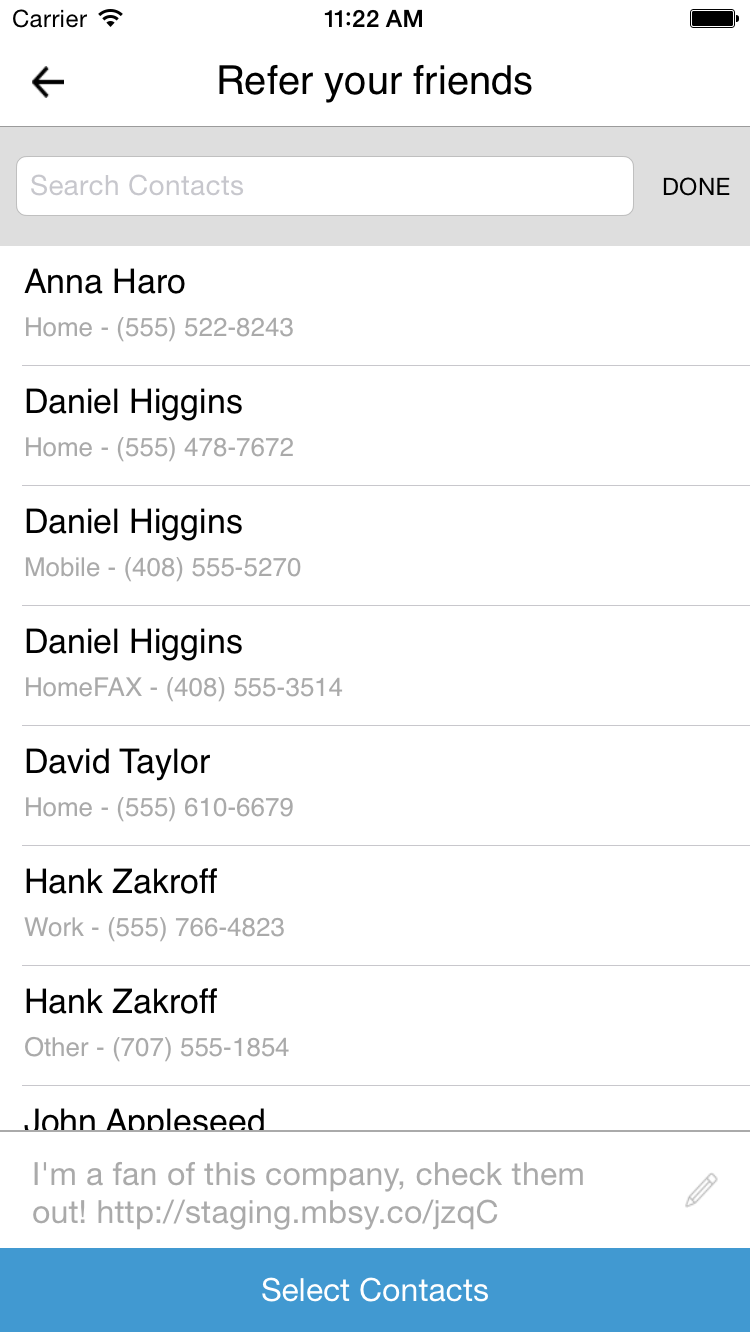 Carrier 11:22 AM
Refer your friends
Search Contacts DONE
Anna Haro
Home - (555) 522-8243
Daniel Higgins
Home - (555) 478-7672
Daniel Higgins
Mobile - (408) 555-5270
Daniel Higgins
HomeFAX - (408) 555-3514
David Taylor
Home - (555) 610-6679
Hank Zakroff
Work - (555) 766-4823
Hank Zakroff
Other - (707) 555-1854
John Appleseed
I'm a fan of this company, check them
out! http://staging.mbsy.co/jzqC
Select Contacts